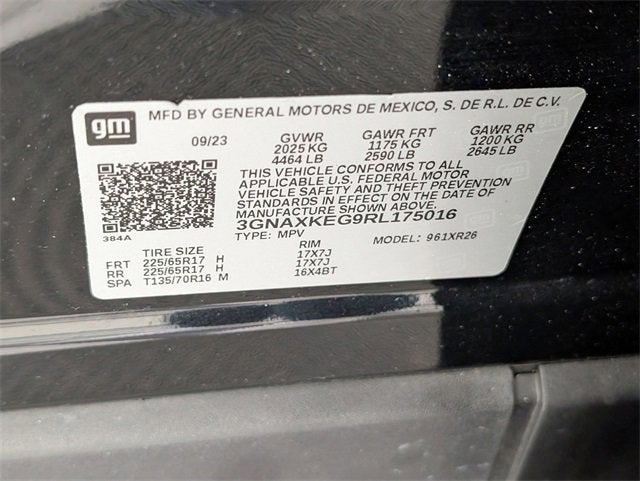 gm MFD BY GENERAL MOTORS DE MEXICO, S. DE R.L. DE C.V.
09/23 GVWR GAWR FRT GAWR RR
2025 KG 1175 KG 1200 KG
4464 LB 2590 LB 2645 LB
THIS VEHICLE CONFORMS TO ALL
APPLICABLE U.S. FEDERAL MOTOR
VEHICLE SAFETY AND THEFT PREVENTION
STANDARDS IN EFFECT ON THE DATE OF
MANUFACTURE SHOWN ABOVE.
3GNAXKEG9RL175016
384A TYPE: MPV MODEL: 961XR26
TIRE SIZE RIM
FRT 225/65R17 H 17X7J
RR 225/65R17 H 17X7J
SPA T135/70R16 M 16X4BT